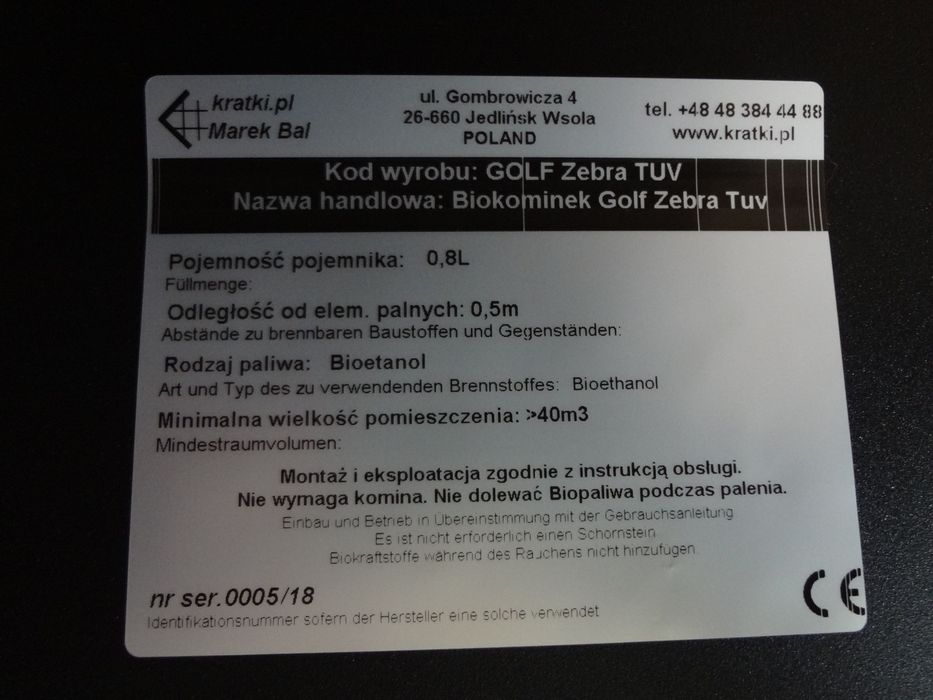 kratki.pl
Marek Bal
ul. Gombrowicza 4
26-660 Jedlińsk Wsola
POLAND
tel. +48 48 384 44 88
www.kratki.pl
Kod wyrobu: GOLF Zebra TUV
Nazwa handlowa: Biokominek Golf Zebra Tuv
Pojemność pojemnika: 0,8L
Füllmenge:
Odległość od elem. palnych: 0,5m
Abstände zu brennbaren Baustoffen und Gegenständen:
Rodzaj paliwa: Bioetanol
Art und Typ des zu verwendenden Brennstoffes: Bioethanol
Minimalna wielkość pomieszczenia: >40m3
Mindestraumvolumen:
Montaż i eksploatacja zgodnie z instrukcją obsługi.
Nie wymaga komina. Nie dolewać Biopaliwa podczas palenia.
Einbau und Betrieb in Übereinstimmung mit der Gebrauchsanleitung
Es ist nicht erforderlich einen Schornstein
Biokraftstoffe während des Rauchens nicht hinzufügen.
nr ser.0005/18
Identifikationsnummer sofern der Hersteller eine solche verwendet
CE